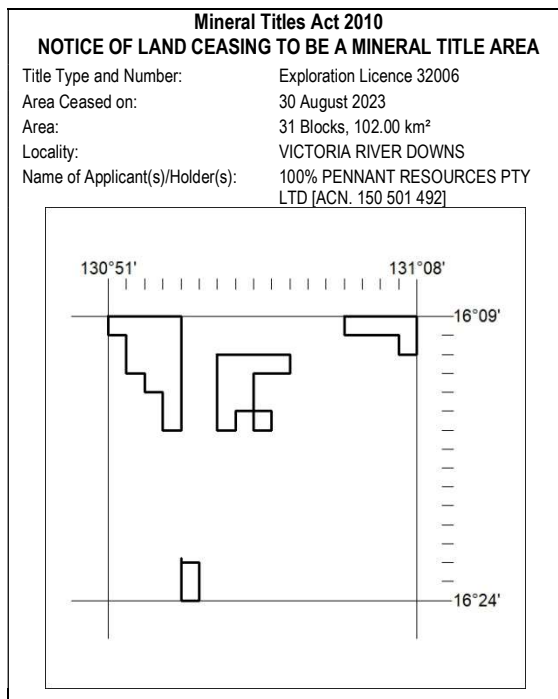 Mineral Titles Act 2010
NOTICE OF LAND CEASING TO BE A MINERAL TITLE AREA
Title Type and Number: Exploration Licence 32006
Area Ceased on: 30 August 2023
Area: 31 Blocks, 102.00 km²
Locality: VICTORIA RIVER DOWNS
Name of Applicant(s)/Holder(s): 100% PENNANT RESOURCES PTY
LTD [ACN. 150 501 492]
130°51' 131°08'
16°09'
16°24'